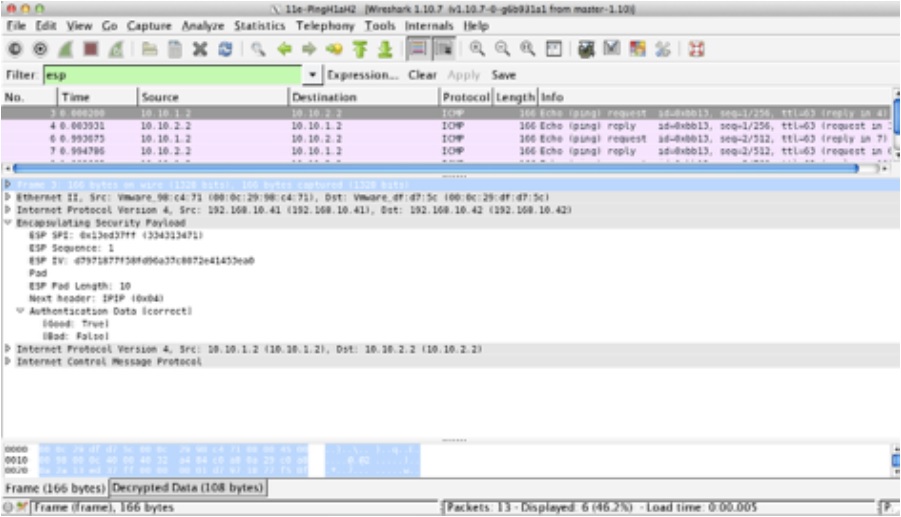 11e-PingH1aH2 [Wireshark 1.10.7 (v1.10.7-0-g6b931a1 from master-1.10)]
File Edit View Go Capture Analyze Statistics Telephony Tools Internals Help
Filter: esp Expression... Clear Apply Save
No. Time Source Destination Protocol Length Info
3 0.000200 10.10.1.2 10.10.2.2 ICMP 166 Echo (ping) request id=0xbb13, seq=1/256, ttl=63 (reply in 4)
4 0.003931 10.10.2.2 10.10.1.2 ICMP 166 Echo (ping) reply id=0xbb13, seq=1/256, ttl=63 (request in
6 0.993675 10.10.1.2 10.10.2.2 ICMP 166 Echo (ping) request id=0xbb13, seq=2/512, ttl=63 (reply in 7)
7 0.994786 10.10.2.2 10.10.1.2 ICMP 166 Echo (ping) reply id=0xbb13, seq=2/512, ttl=63 (request in
Frame 3: 166 bytes on wire (1328 bits), 166 bytes captured (1328 bits)
Ethernet II, Src: Vmware_98:c4:71 (00:0c:29:98:c4:71), Dst: Vmware_df:d7:5c (00:0c:29:df:d7:5c)
Internet Protocol Version 4, Src: 192.168.10.41 (192.168.10.41), Dst: 192.168.10.42 (192.168.10.42)
Encapsulating Security Payload
ESP SPI: 0x13ed37ff (334313471)
ESP Sequence: 1
ESP IV: d7971877f58fd96a37c8072e41453ea0
Pad
ESP Pad Length: 10
Next header: IPIP (0x04)
Authentication Data [correct]
[Good: True]
[Bad: False]
Internet Protocol Version 4, Src: 10.10.1.2 (10.10.1.2), Dst: 10.10.2.2 (10.10.2.2)
Internet Control Message Protocol
0000
0010
0020
Frame (166 bytes) Decrypted Data (108 bytes)
Frame (frame), 166 bytes Packets: 13 · Displayed: 6 (46.2%) · Load time: 0:00.005 P.